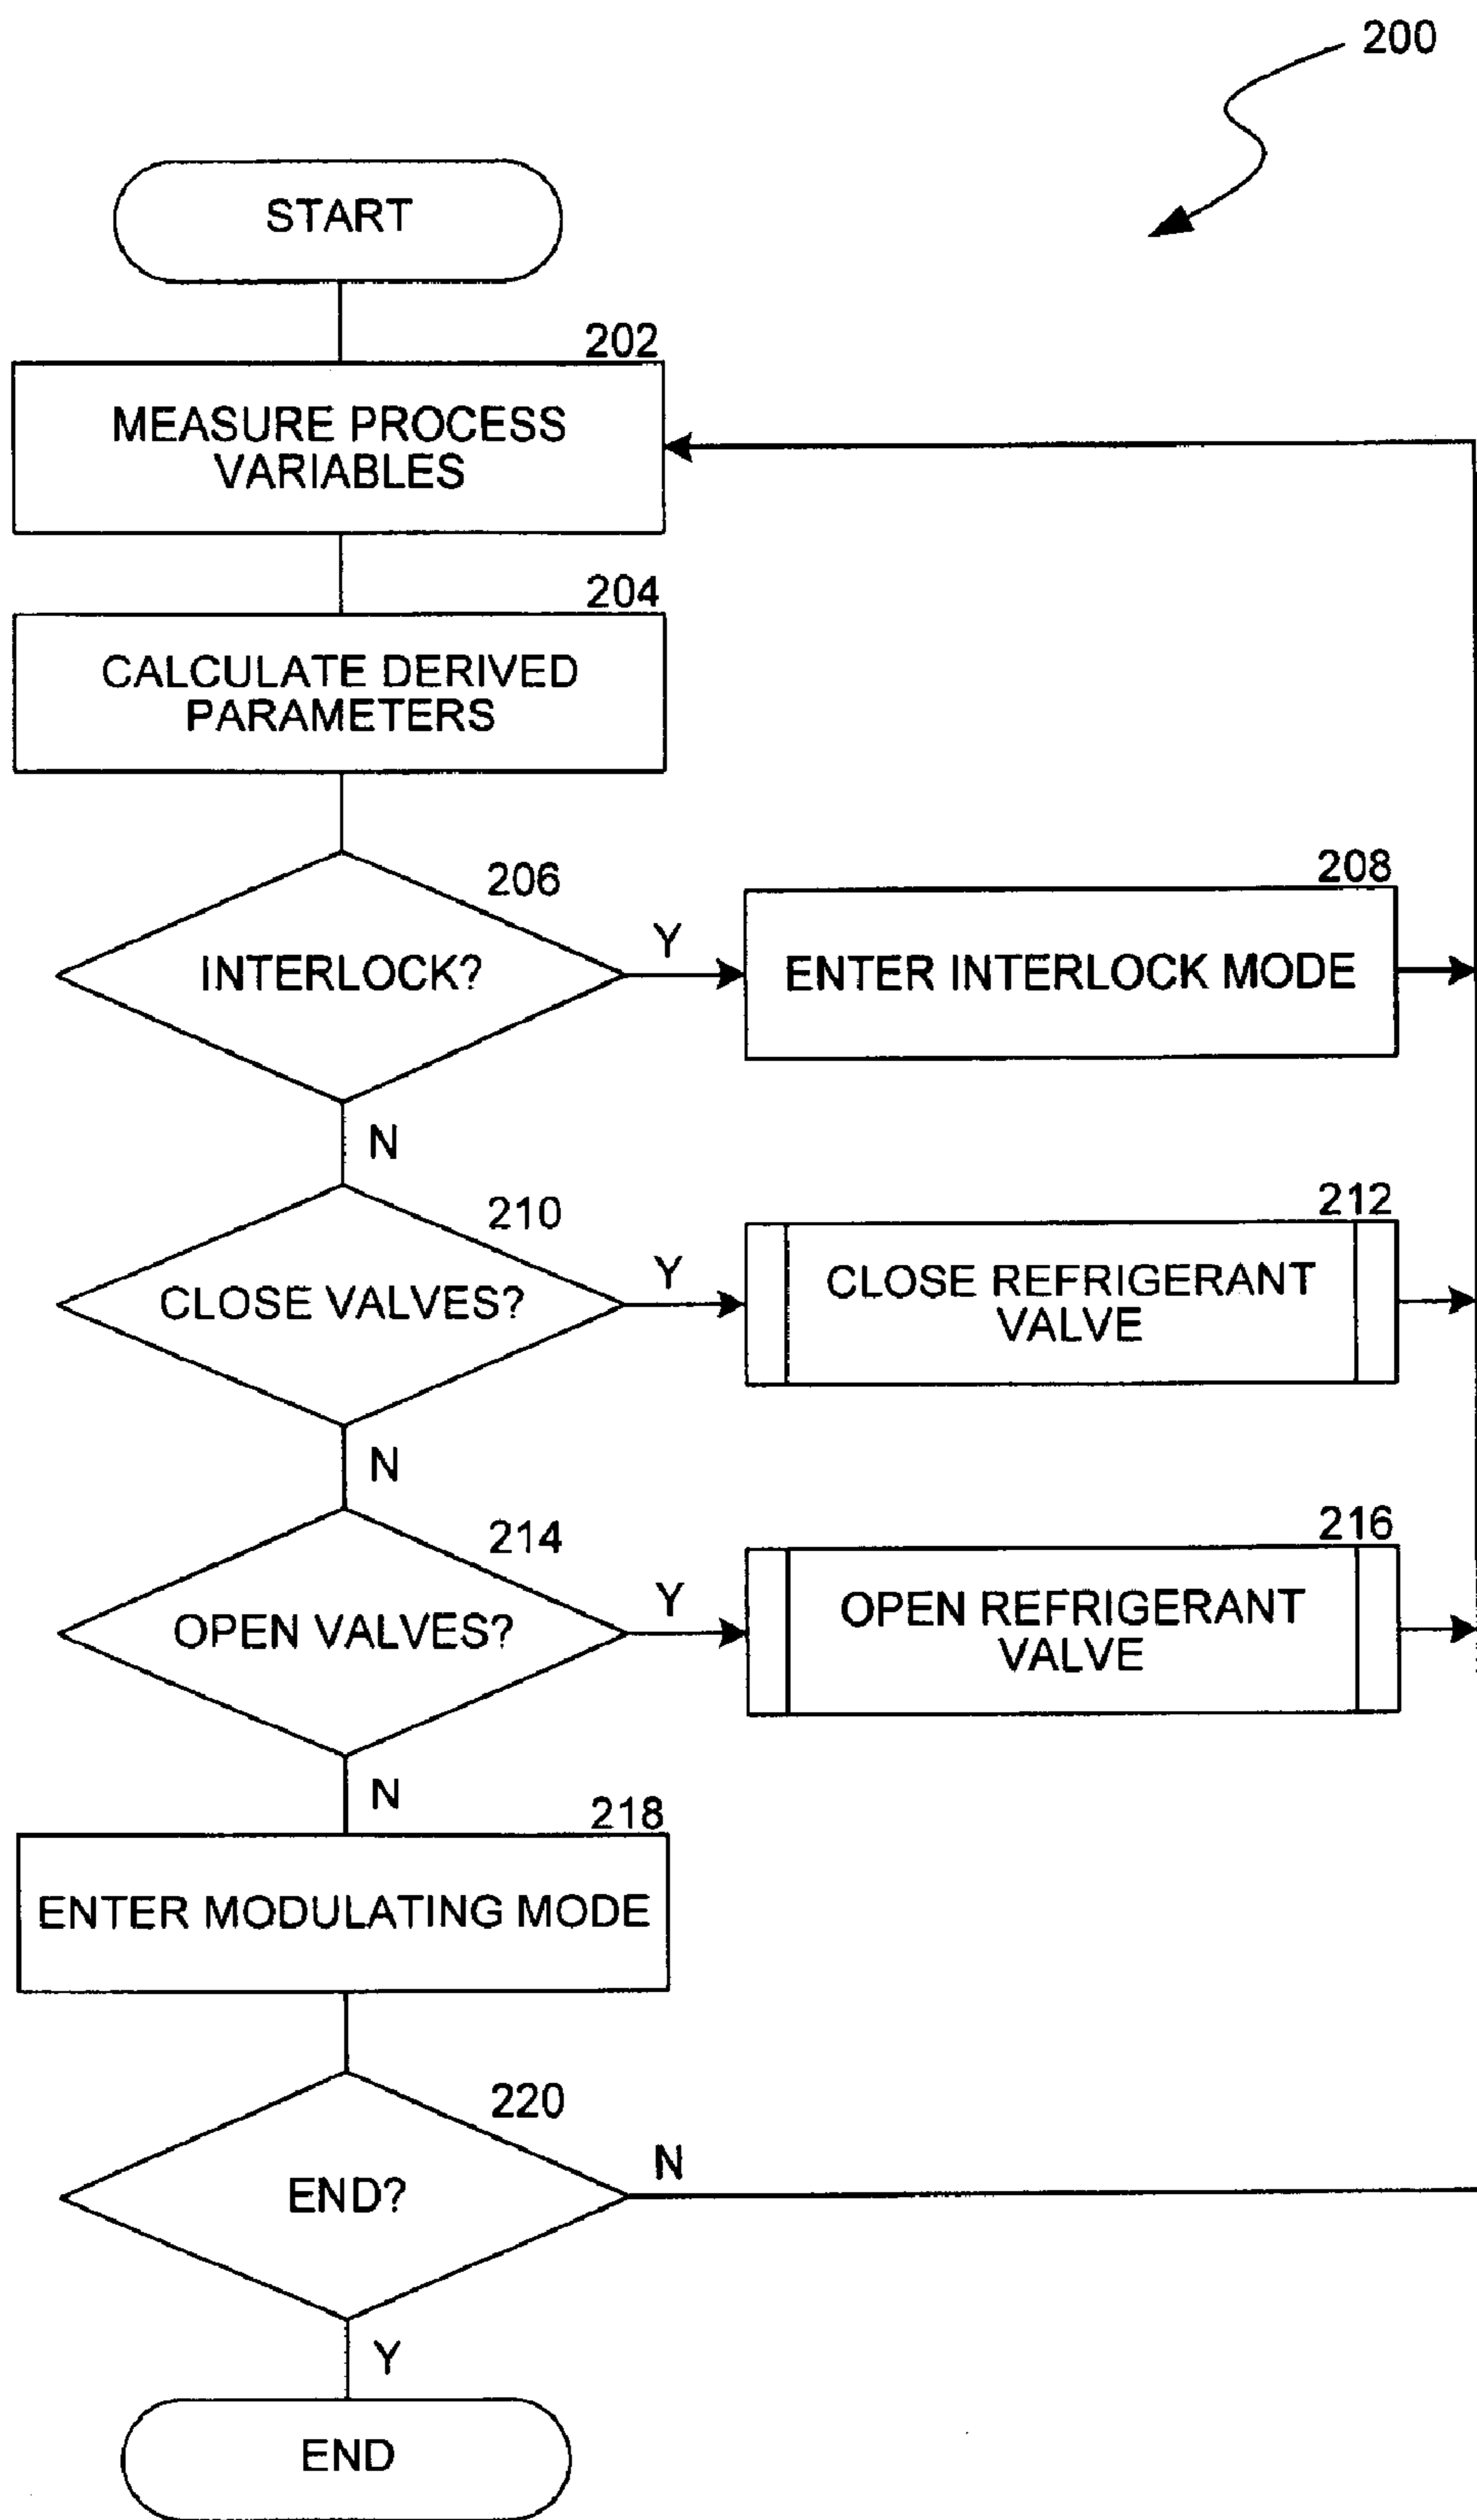 200
START
202
MEASURE PROCESS
VARIABLES
204
CALCULATE DERIVED
PARAMETERS
206
INTERLOCK?
Y
208
ENTER INTERLOCK MODE
N
210
CLOSE VALVES?
Y
212
CLOSE REFRIGERANT
VALVE
N
214
OPEN VALVES?
Y
216
OPEN REFRIGERANT
VALVE
N
218
ENTER MODULATING MODE
220
END?
N
Y
END